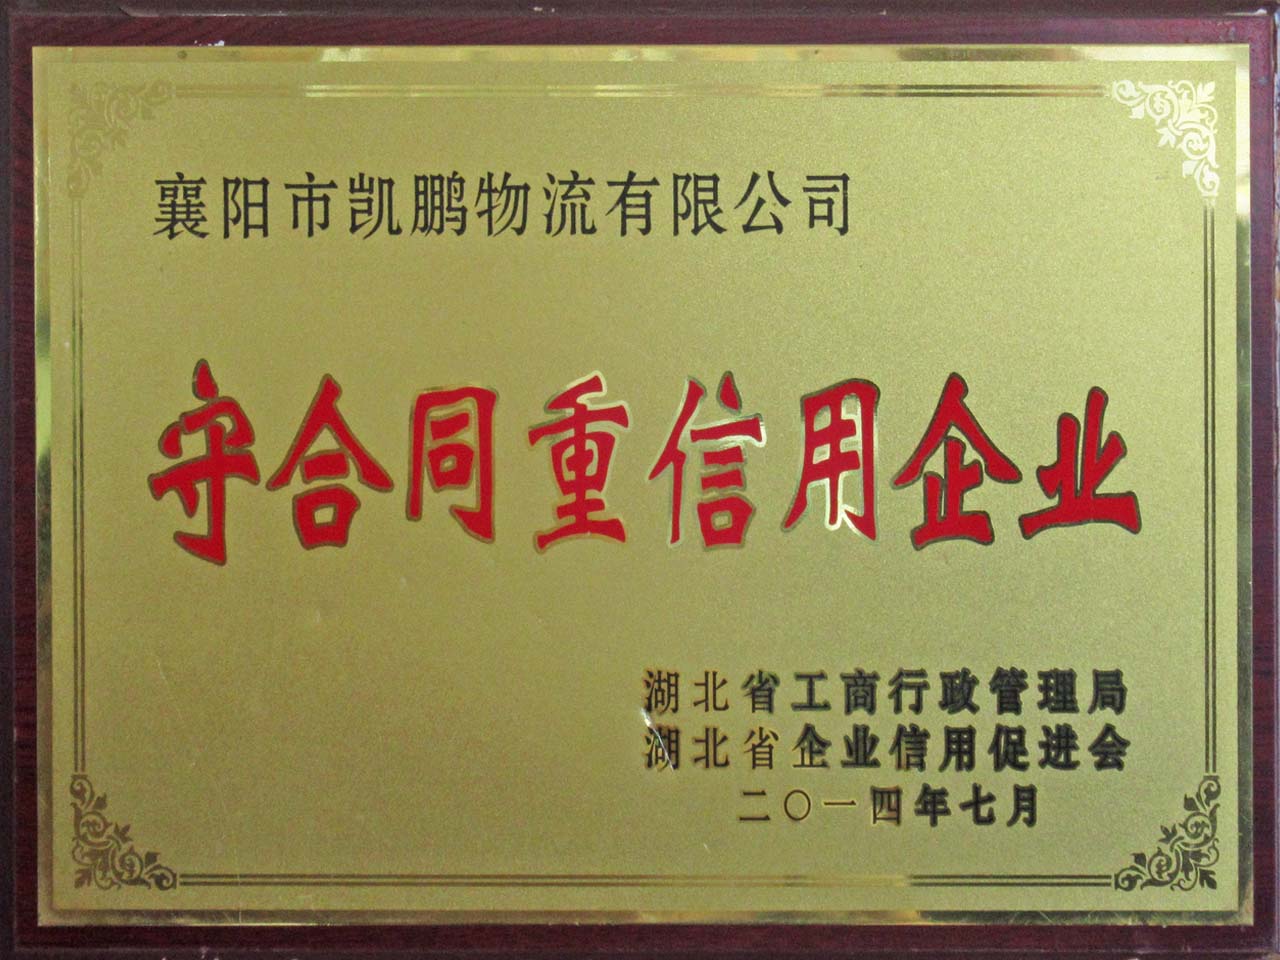 襄阳市凯鹏物流有限公司
守合同重信用企业
湖北省工商行政管理局
湖北省企业信用促进会
二〇一四年七月